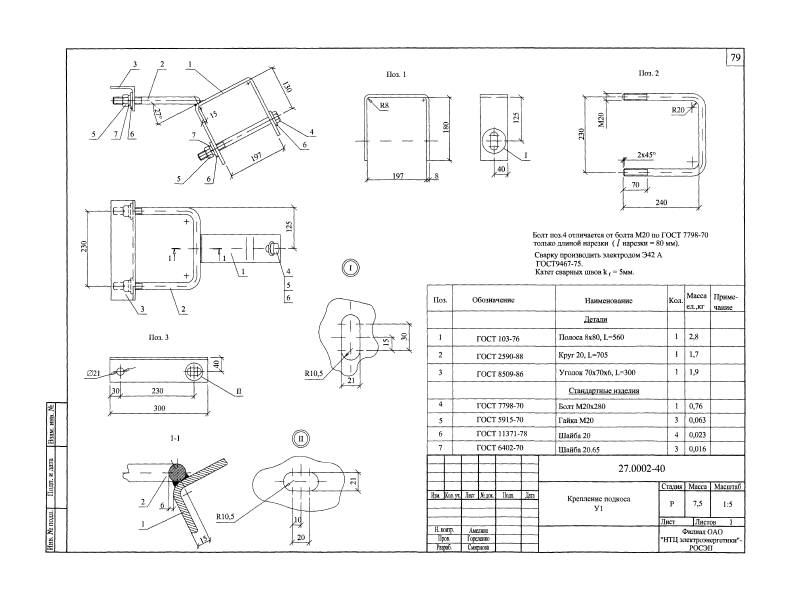 79
3
2
1
130
27°
15
5
7
6
7
4
6
5
6
197
Поз. 1
R8
180
197
8
125
I
40
Поз. 2
M20
230
R20
2x45°
70
240
230
125
1
1
1
4
5
6
3
2
Болт поз.4 отличается от болта М20 по ГОСТ 7798-70
только длиной нарезки ( l нарезки = 80 мм).
Сварку производить электродом Э42 А
ГОСТ9467-75.
Катет сварных швов k f = 5мм.
I
R10,5
15
30
21
Поз. 3
∅21
40
II
30
230
300
1-1
2
6
1
15
II
R10,5
21
10
20
Поз. Обозначение Наименование Кол. Масса ед.,кг Приме-чание
Детали
1 ГОСТ 103-76 Полоса 8x80, L=560 1 2,8
2 ГОСТ 2590-88 Круг 20, L=705 1 1,7
3 ГОСТ 8509-86 Уголок 70x70x6, L=300 1 1,9
Стандартные изделия
4 ГОСТ 7798-70 Болт М20x280 1 0,76
5 ГОСТ 5915-70 Гайка М20 3 0,063
6 ГОСТ 11371-78 Шайба 20 4 0,023
7 ГОСТ 6402-70 Шайба 20.65 3 0,016
27.0002-40
Изм. Кол.уч. Лист № док. Подп. Дата
Крепление подкоса
У1
Стадия Масса Масштаб
Р 7,5 1:5
Лист Листов 1
Н. контр. Амелина
Пров. Гореленко
Разраб. Смирнова
Филиал ОАО
"НТЦ электроэнергетики"-
РОСЭП
Взам. инв. №
Подп. и дата
Инв. № подл.